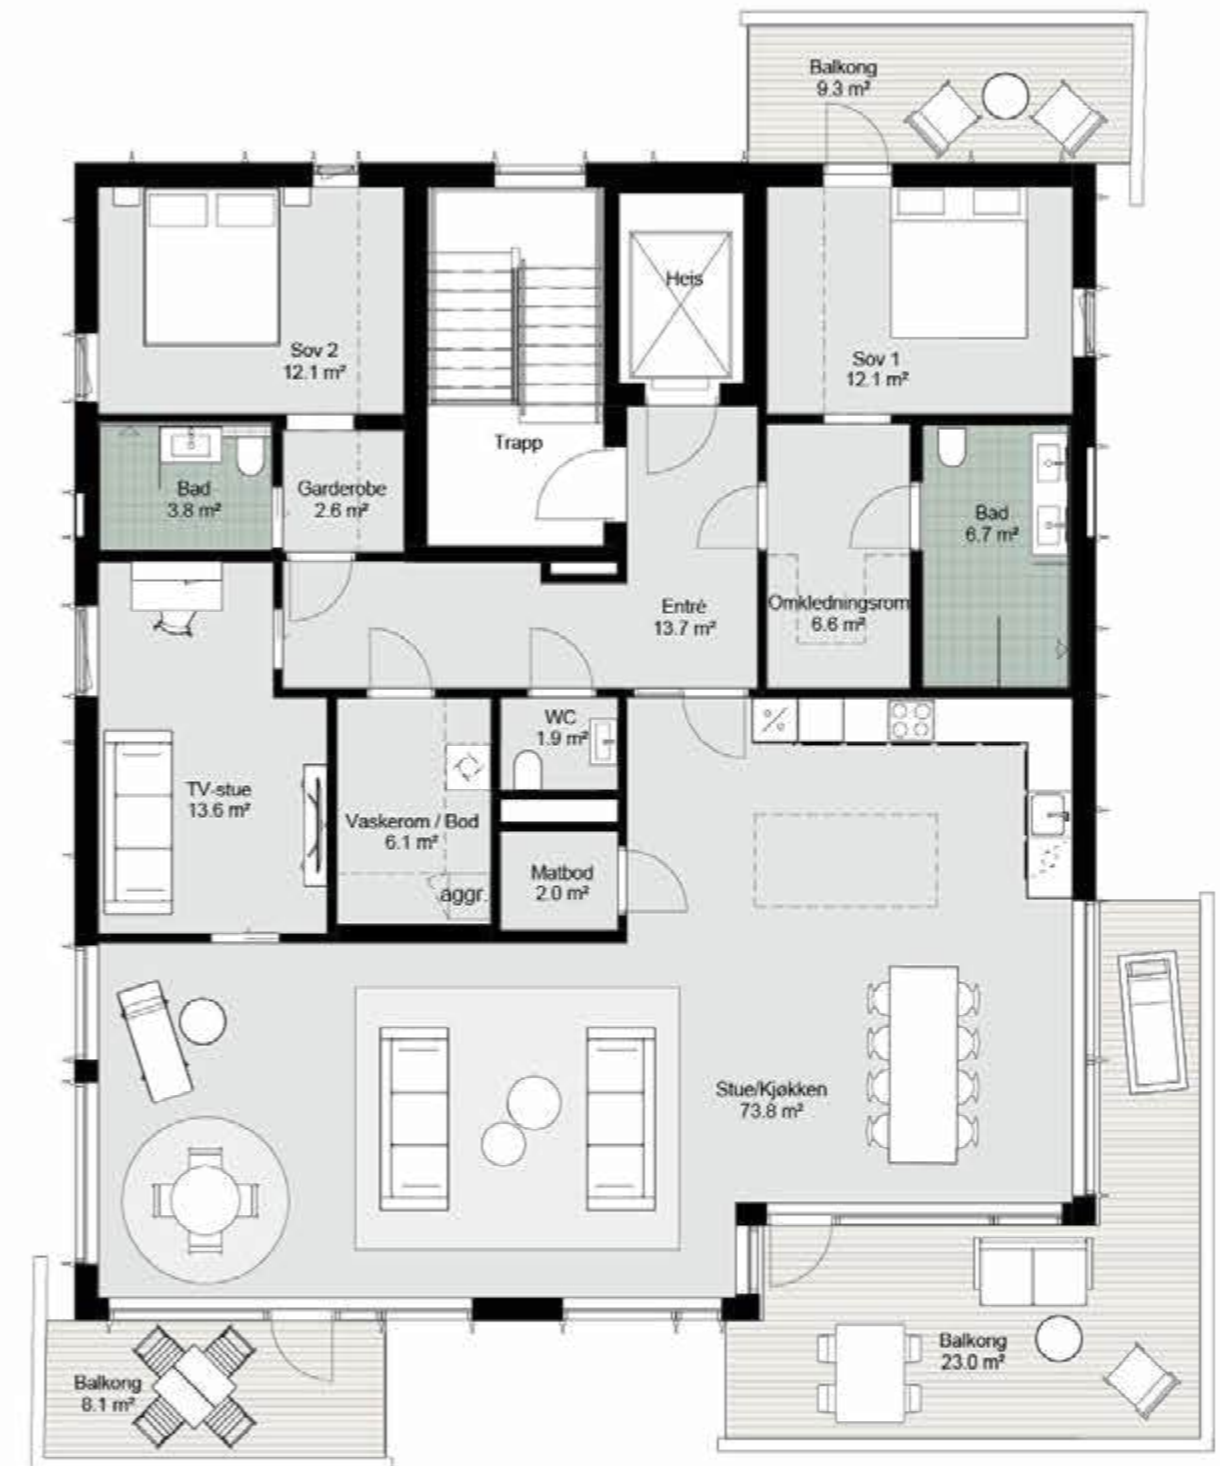 Balkong
9.3 m²
Heis
Sov 2
12.1 m²
Sov 1
12.1 m²
Trapp
Bad
3.8 m²
Garderobe
2.6 m²
Bad
6.7 m²
Entré
13.7 m²
Omkledningsrom
6.6 m²
WC
1.9 m²
TV-stue
13.6 m²
Vaskerom / Bod
6.1 m²
Matbod
2.0 m²
aggr.
Stue/Kjøkken
73.8 m²
Balkong
23.0 m²
Balkong
8.1 m²